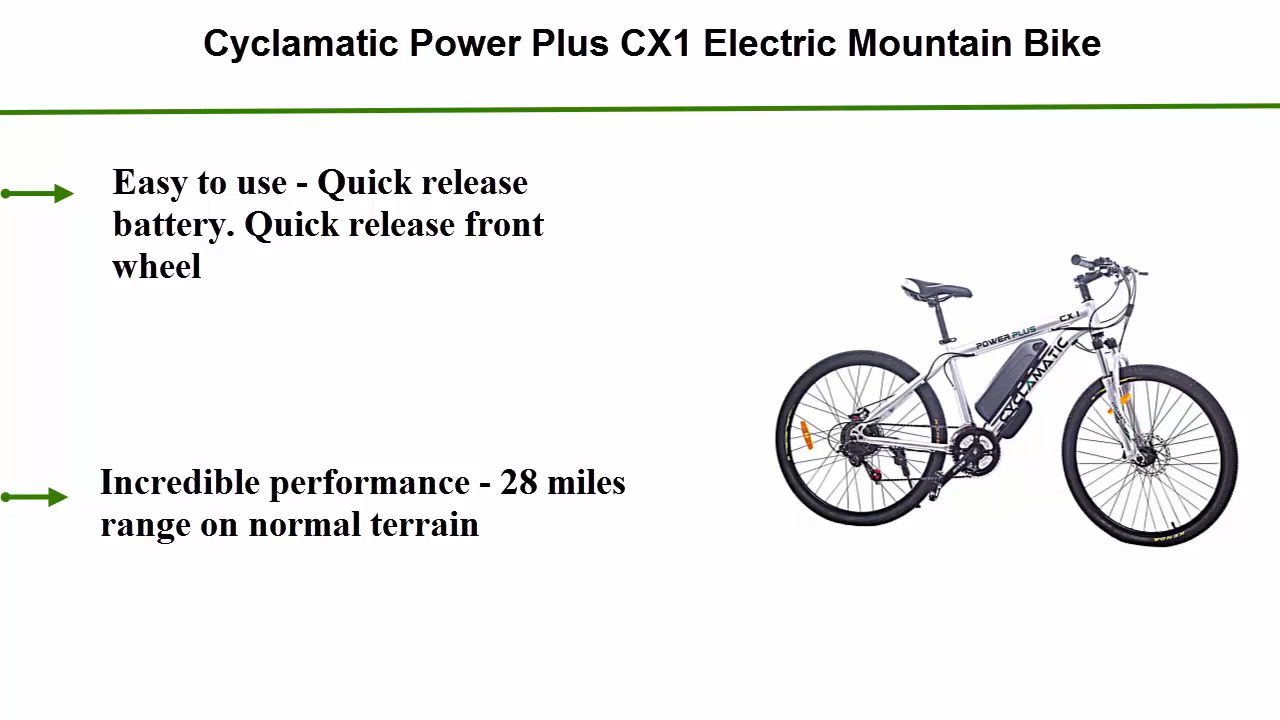 Cyclamatic Power Plus CX1 Electric Mountain Bike
Easy to use - Quick release
battery. Quick release front
wheel
Incredible performance - 28 miles
range on normal terrain
POWER PLUS CX1
CYCLAMATIC
KENDA